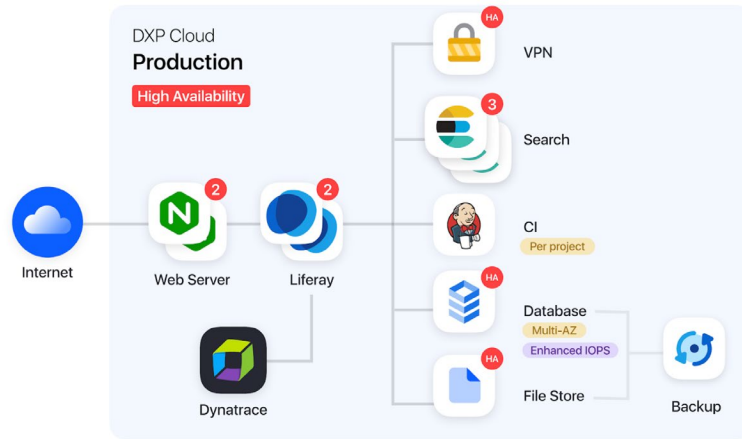 DXP Cloud
Production
High Availability
HA
VPN
3
Search
2
2
N
Internet
Web Server
Liferay
CI
Per project
HA
Database
Multi-AZ
Enhanced IOPS
HA
File Store
Dynatrace
Backup